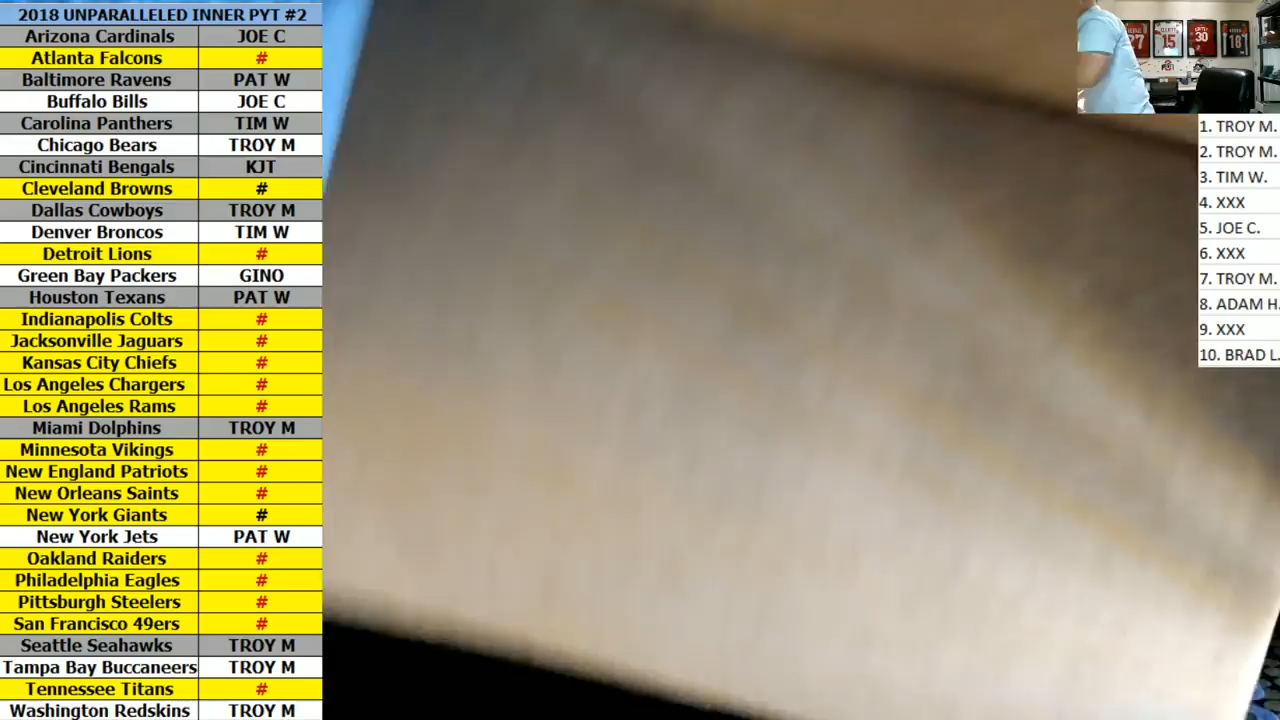 2018 UNPARALLELED INNER PYT #2
Arizona Cardinals JOE C
Atlanta Falcons #
Baltimore Ravens PAT W
Buffalo Bills JOE C
Carolina Panthers TIM W
Chicago Bears TROY M
Cincinnati Bengals KJT
Cleveland Browns #
Dallas Cowboys TROY M
Denver Broncos TIM W
Detroit Lions #
Green Bay Packers GINO
Houston Texans PAT W
Indianapolis Colts #
Jacksonville Jaguars #
Kansas City Chiefs #
Los Angeles Chargers #
Los Angeles Rams #
Miami Dolphins TROY M
Minnesota Vikings #
New England Patriots #
New Orleans Saints #
New York Giants #
New York Jets PAT W
Oakland Raiders #
Philadelphia Eagles #
Pittsburgh Steelers #
San Francisco 49ers #
Seattle Seahawks TROY M
Tampa Bay Buccaneers TROY M
Tennessee Titans #
Washington Redskins TROY M
15
30
18
1. TROY M.
2. TROY M.
3. TIM W.
4. XXX
5. JOE C.
6. XXX
7. TROY M.
8. ADAM H.
9. XXX
10. BRAD L.